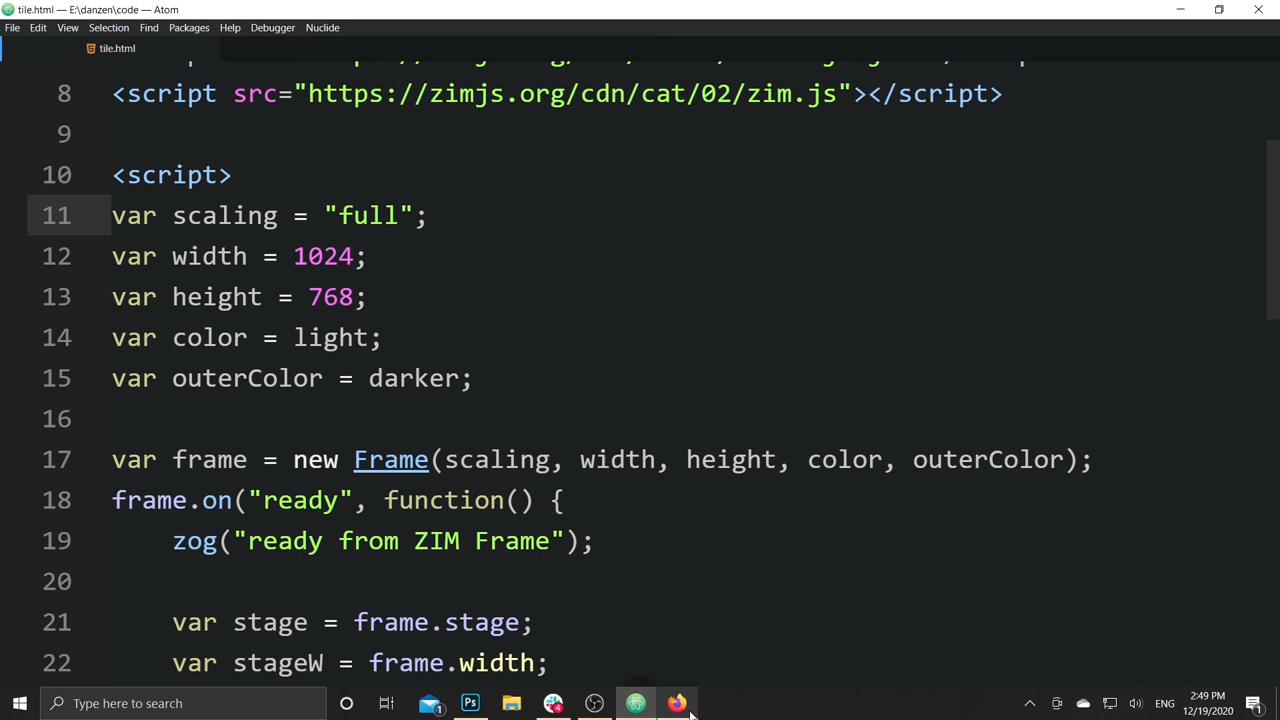 tile.html — E:\danzen\code — Atom
File Edit View Selection Find Packages Help Debugger Nuclide
tile.html
8 <script src="https://zimjs.org/cdn/cat/02/zim.js"></script>
9
10 <script>
11 var scaling = "full";
12 var width = 1024;
13 var height = 768;
14 var color = light;
15 var outerColor = darker;
16
17 var frame = new Frame(scaling, width, height, color, outerColor);
18 frame.on("ready", function() {
19 zog("ready from ZIM Frame");
20
21 var stage = frame.stage;
22 var stageW = frame.width;
Type here to search
1
Ps
4
ENG
2:49 PM
12/19/2020
1